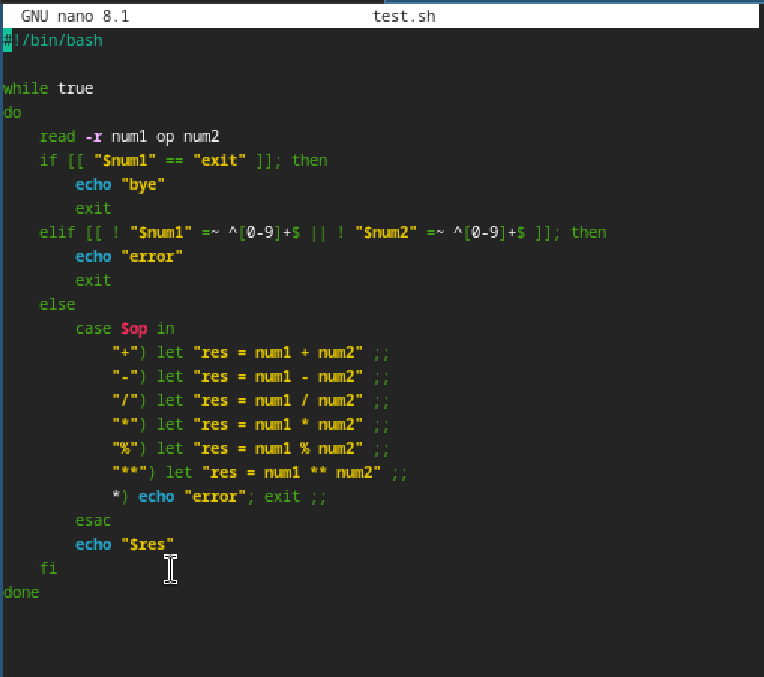 GNU nano 8.1 test.sh
#!/bin/bash
while true
do
    read -r num1 op num2
    if [[ "$num1" == "exit" ]]; then
        echo "bye"
        exit
    elif [[ ! "$num1" =~ ^[0-9]+$ || ! "$num2" =~ ^[0-9]+$ ]]; then
        echo "error"
        exit
    else
        case $op in
            "+") let "res = num1 + num2" ;;
            "-") let "res = num1 - num2" ;;
            "/") let "res = num1 / num2" ;;
            "*") let "res = num1 * num2" ;;
            "%") let "res = num1 % num2" ;;
            "**") let "res = num1 ** num2" ;;
            *) echo "error"; exit ;;
        esac
        echo "$res"
    fi
done